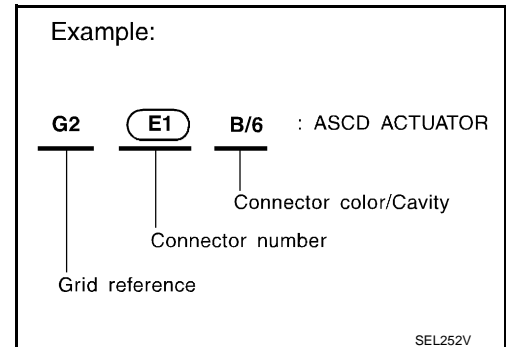 Example:
G2 E1 B/6 : ASCD ACTUATOR
Connector color/Cavity
Connector number
Grid reference
SEL252V